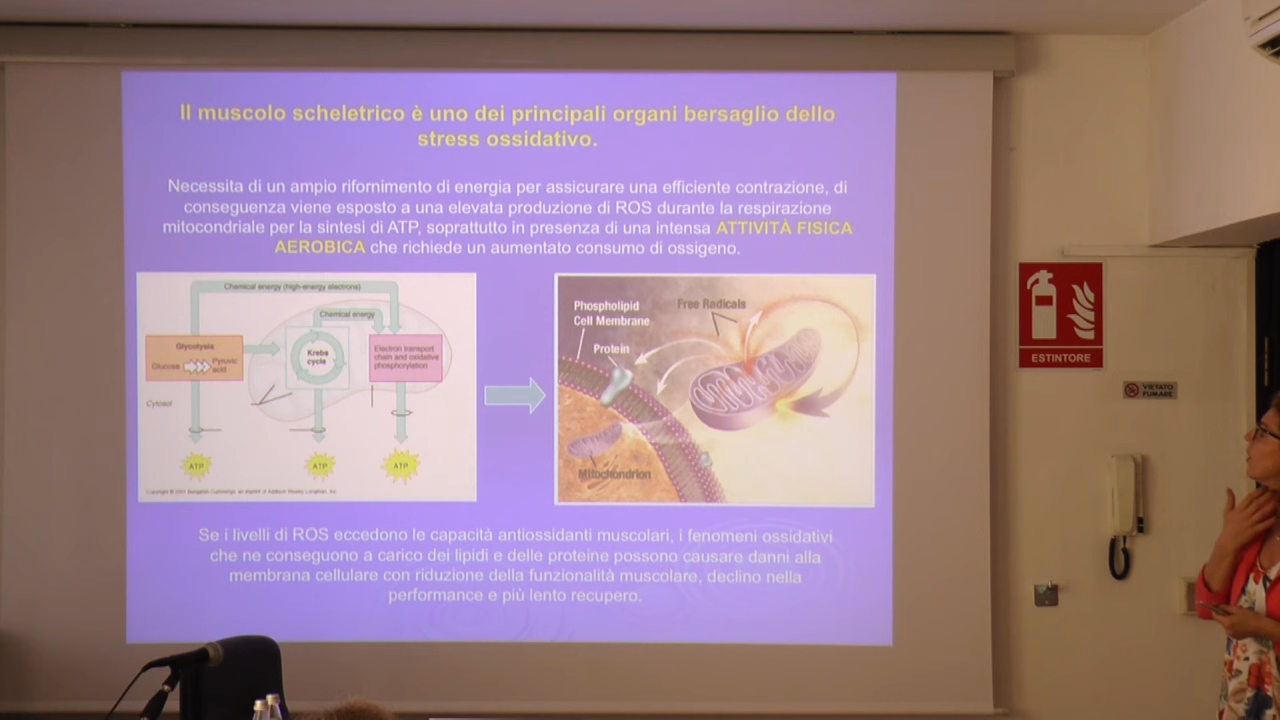 Il muscolo scheletrico è uno dei principali organi bersaglio dello
stress ossidativo.
Necessita di un ampio rifornimento di energia per assicurare una efficiente contrazione, di
conseguenza viene esposto a una elevata produzione di ROS durante la respirazione
mitocondriale per la sintesi di ATP, soprattutto in presenza di una intensa ATTIVITÀ FISICA
AEROBICA che richiede un aumentato consumo di ossigeno.
Chemical energy (high-energy electrons)
Chemical energy
Glycolysis
Glucose
Pyruvic
acid
Krebs
cycle
Electron transport
chain and oxidative
phosphorylation
Cytosol
ATP
ATP
ATP
Phospholipid
Cell Membrane
Free Radicals
Protein
Mitochondrion
Se i livelli di ROS eccedono le capacità antiossidanti muscolari, i fenomeni ossidativi
che ne conseguono a carico dei lipidi e delle proteine possono causare danni alla
membrana cellulare con riduzione della funzionalità muscolare, declino nella
performance e più lento recupero.
ESTINTORE
VIETATO
FUMARE